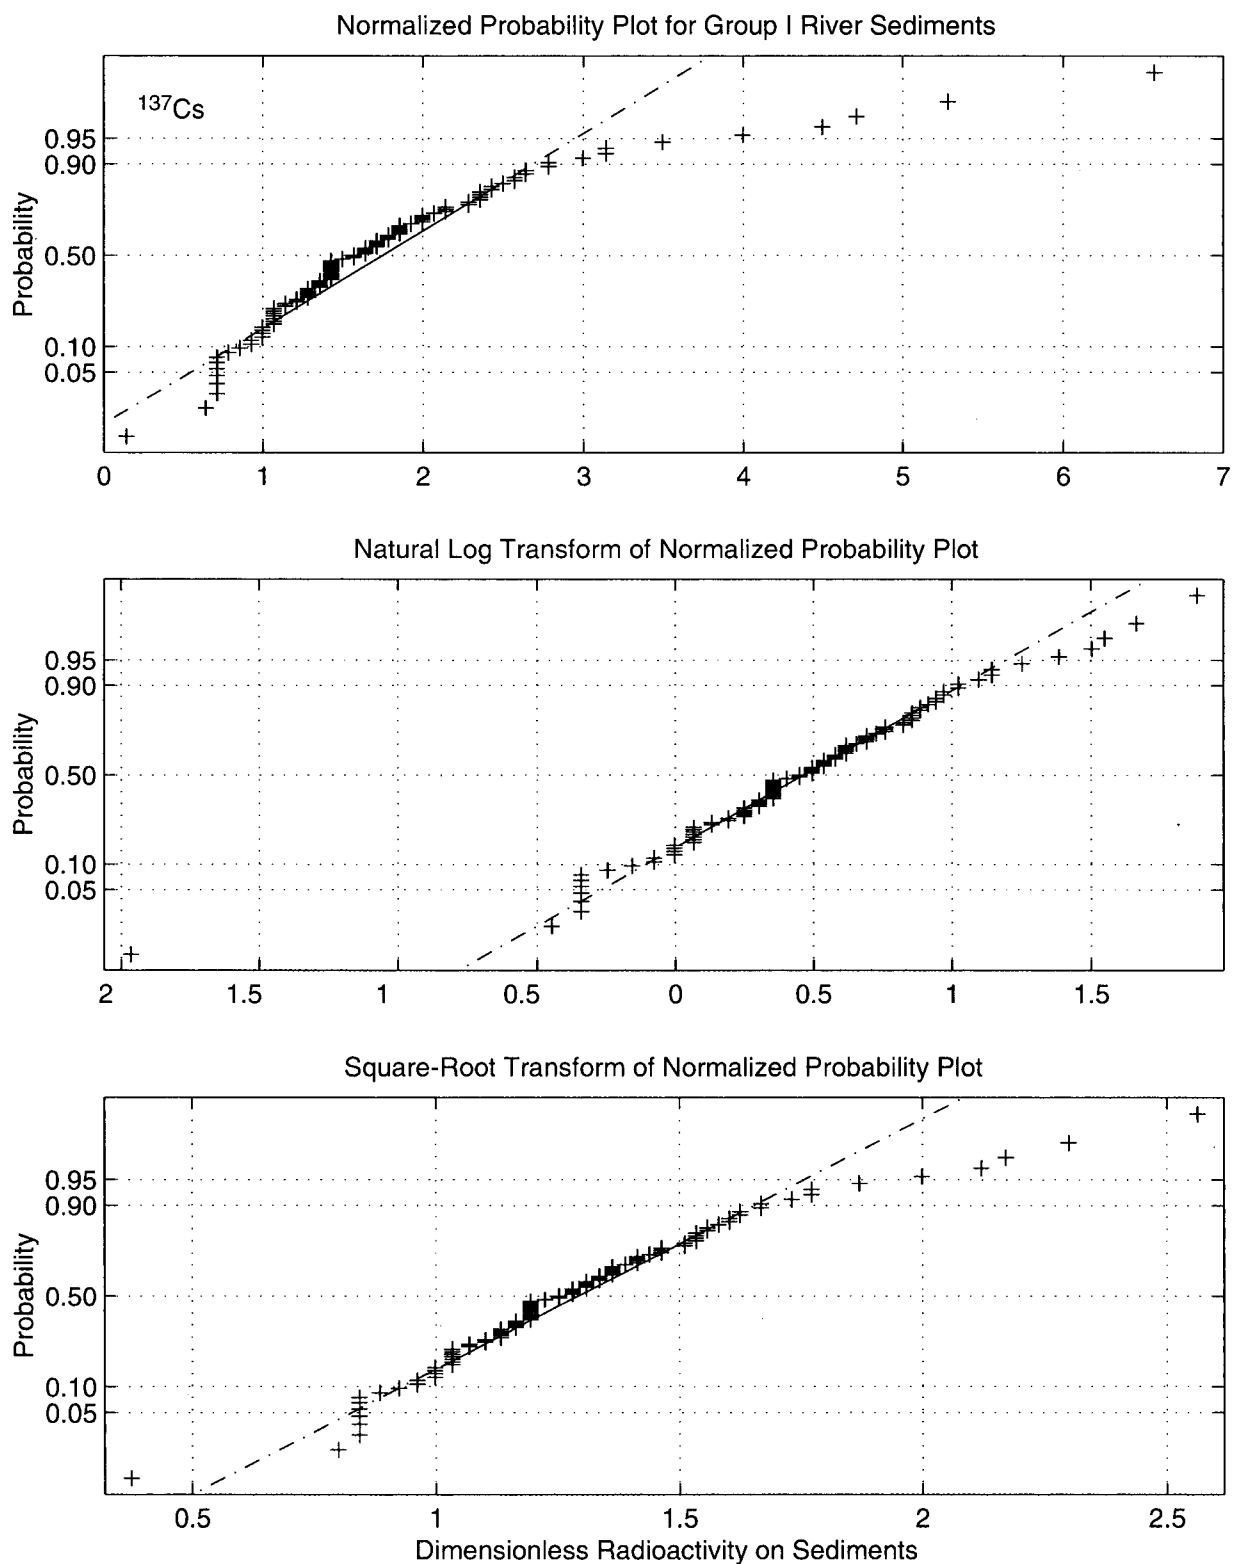 Normalized Probability Plot for Group I River Sediments
137Cs
0.95
0.90
0.50
0.10
0.05
Probability
0 1 2 3 4 5 6 7
Natural Log Transform of Normalized Probability Plot
0.95
0.90
0.50
0.10
0.05
Probability
2 1.5 1 0.5 0 0.5 1 1.5
Square-Root Transform of Normalized Probability Plot
0.95
0.90
0.50
0.10
0.05
Probability
0.5 1 1.5 2 2.5
Dimensionless Radioactivity on Sediments